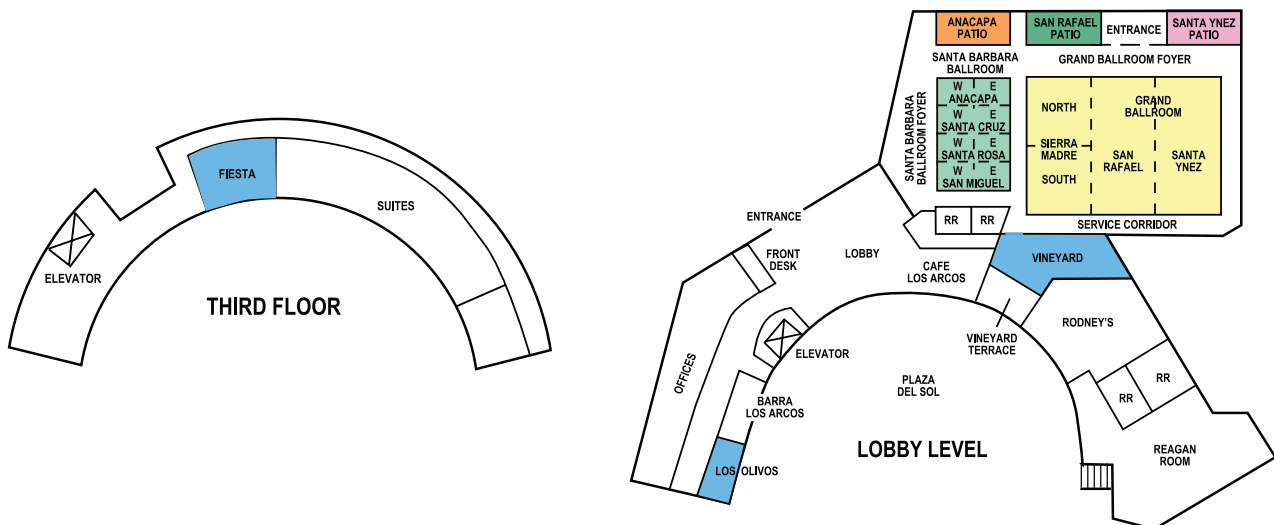 FIESTA
SUITES
ELEVATOR
THIRD FLOOR
ANACAPA
PATIO
SAN RAFAEL
PATIO
ENTRANCE
SANTA YNEZ
PATIO
SANTA BARBARA
BALLROOM
GRAND BALLROOM FOYER
SANTA BARBARA
BALLROOM FOYER
W E
ANACAPA
W E
SANTA CRUZ
W E
SANTA ROSA
W E
SAN MIGUEL
NORTH
GRAND
BALLROOM
SIERRA
MADRE
SOUTH
SAN
RAFAEL
SANTA
YNEZ
SERVICE CORRIDOR
RR
RR
ENTRANCE
FRONT
DESK
LOBBY
CAFE
LOS ARCOS
VINEYARD
VINEYARD
TERRACE
RODNEY'S
ELEVATOR
OFFICES
BARRA
LOS ARCOS
PLAZA
DEL SOL
RR
RR
LOS OLIVOS
LOBBY LEVEL
REAGAN
ROOM